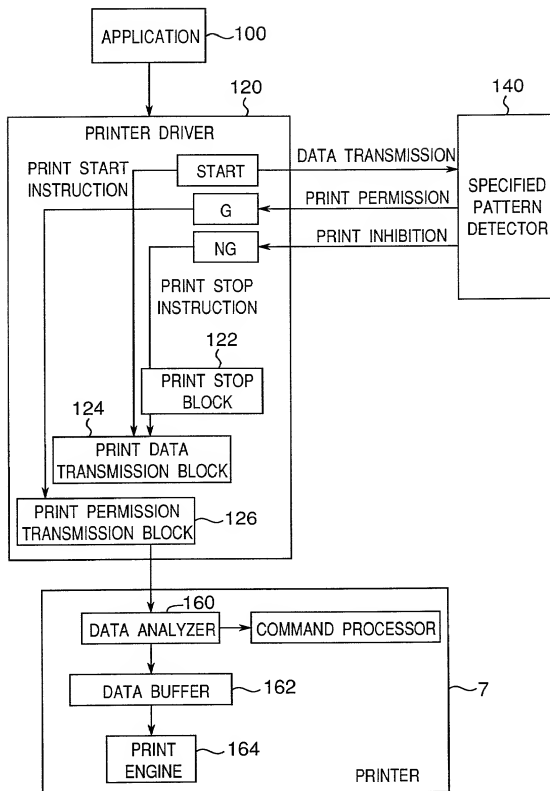 APPLICATION
100
120
140
PRINTER DRIVER
PRINT START
INSTRUCTION
START
DATA TRANSMISSION
G
PRINT PERMISSION
NG
PRINT INHIBITION
SPECIFIED
PATTERN
DETECTOR
PRINT STOP
INSTRUCTION
122
PRINT STOP
BLOCK
124
PRINT DATA
TRANSMISSION BLOCK
PRINT PERMISSION
TRANSMISSION BLOCK
126
160
DATA ANALYZER
COMMAND PROCESSOR
DATA BUFFER
162
7
PRINT
ENGINE
164
PRINTER